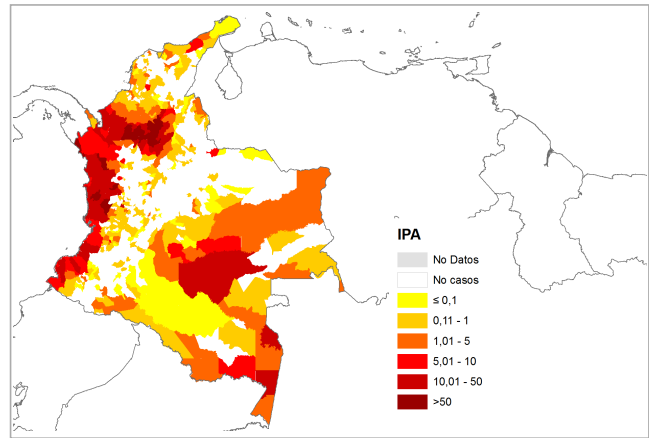 IPA
No Datos
No casos
≤ 0,1
0,11 - 1
1,01 - 5
5,01 - 10
10,01 - 50
>50